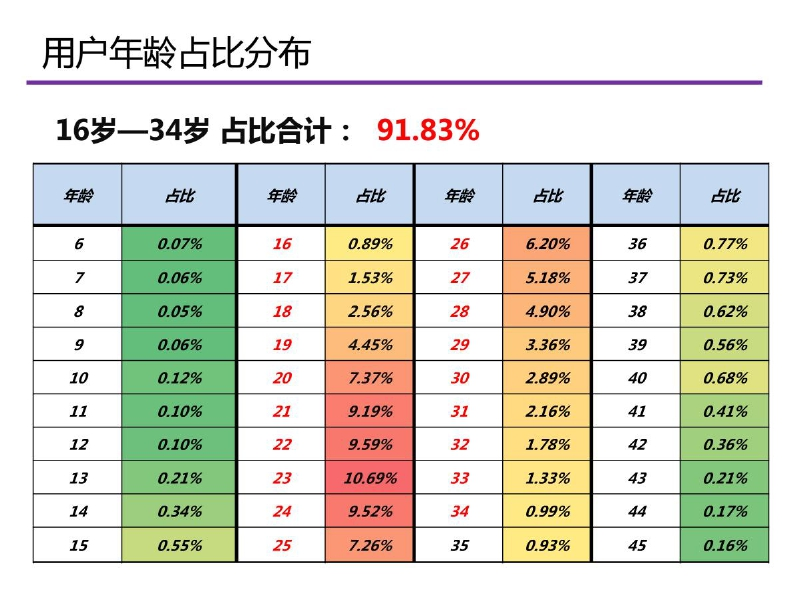 用户年龄占比分布
16岁—34岁 占比合计： 91.83%
年龄 占比 年龄 占比 年龄 占比 年龄 占比
6 0.07% 16 0.89% 26 6.20% 36 0.77%
7 0.06% 17 1.53% 27 5.18% 37 0.73%
8 0.05% 18 2.56% 28 4.90% 38 0.62%
9 0.06% 19 4.45% 29 3.36% 39 0.56%
10 0.12% 20 7.37% 30 2.89% 40 0.68%
11 0.10% 21 9.19% 31 2.16% 41 0.41%
12 0.10% 22 9.59% 32 1.78% 42 0.36%
13 0.21% 23 10.69% 33 1.33% 43 0.21%
14 0.34% 24 9.52% 34 0.99% 44 0.17%
15 0.55% 25 7.26% 35 0.93% 45 0.16%